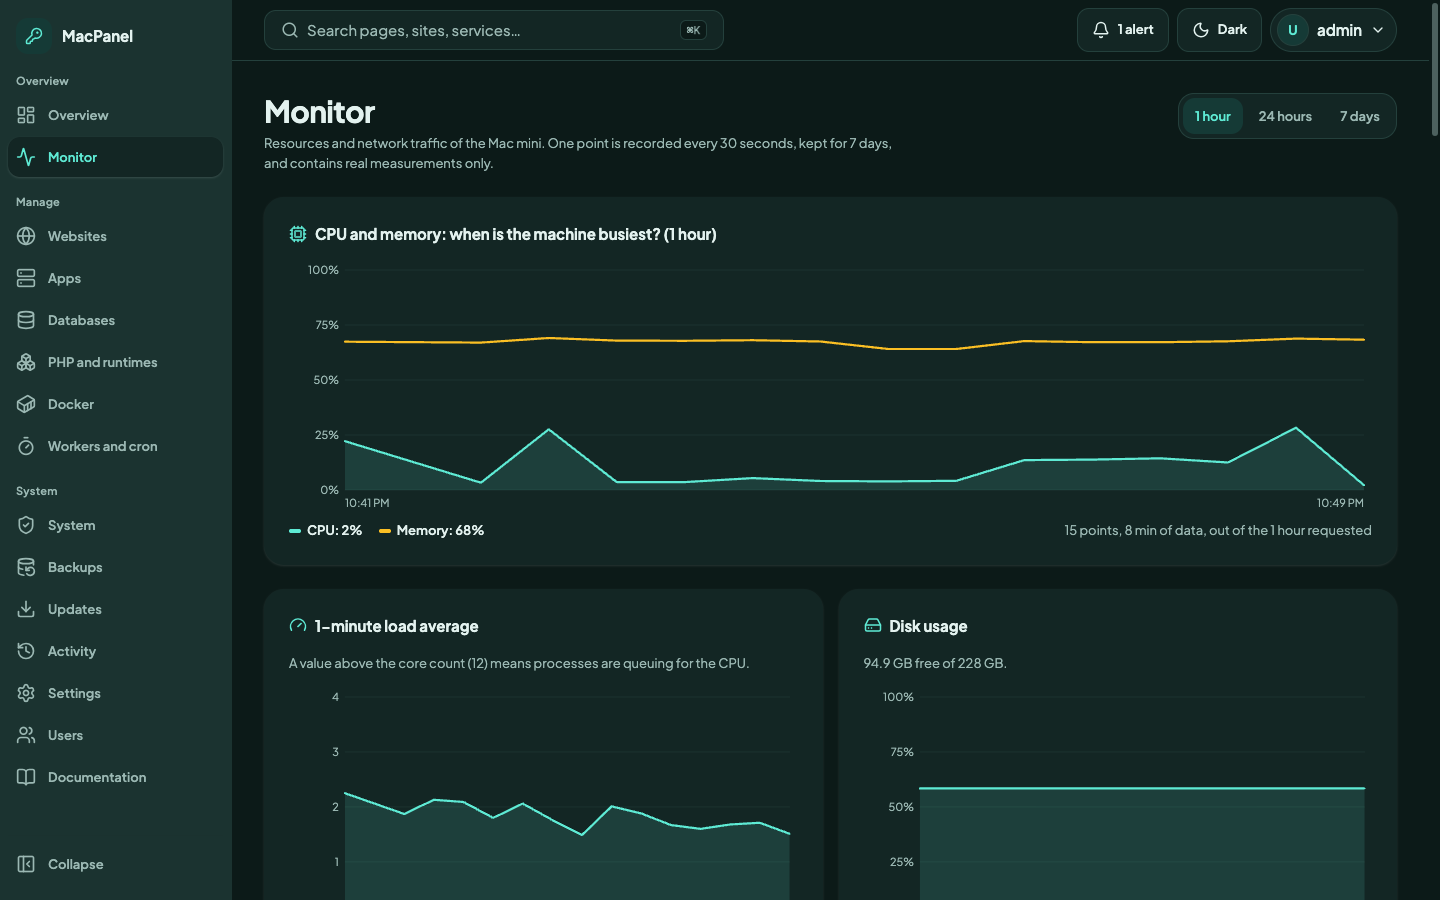 MacPanel
Overview
Overview
Monitor
Manage
Websites
Apps
Databases
PHP and runtimes
Docker
Workers and cron
System
System
Backups
Updates
Activity
Settings
Users
Documentation
Collapse
Search pages, sites, services...
⌘K
1 alert
Dark
U
admin
Monitor
Resources and network traffic of the Mac mini. One point is recorded every 30 seconds, kept for 7 days,
and contains real measurements only.
1 hour
24 hours
7 days
CPU and memory: when is the machine busiest? (1 hour)
100%
75%
50%
25%
0%
10:41 PM
10:49 PM
CPU: 2%
Memory: 68%
15 points, 8 min of data, out of the 1 hour requested
1-minute load average
A value above the core count (12) means processes are queuing for the CPU.
4
3
2
1
Disk usage
94.9 GB free of 228 GB.
100%
75%
50%
25%